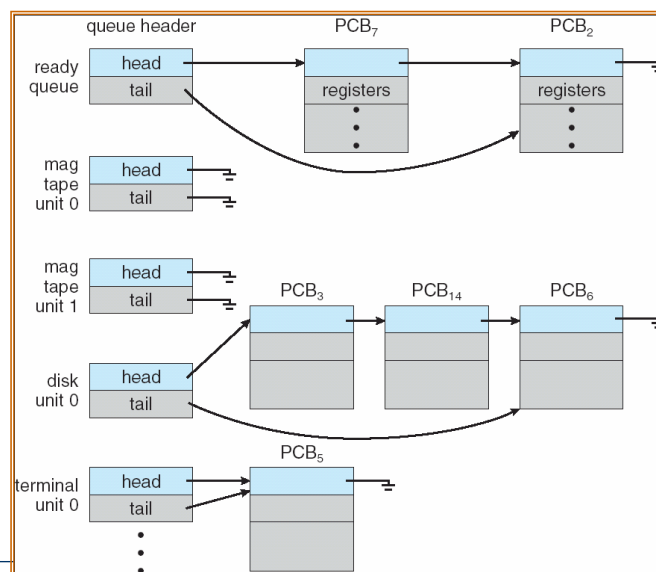 queue header PCB₇ PCB₂
ready
queue
head
tail
registers
registers
mag
tape
unit 0
head
tail
mag
tape
unit 1
head
tail
PCB₃ PCB₁₄ PCB₆
disk
unit 0
head
tail
PCB₅
terminal
unit 0
head
tail